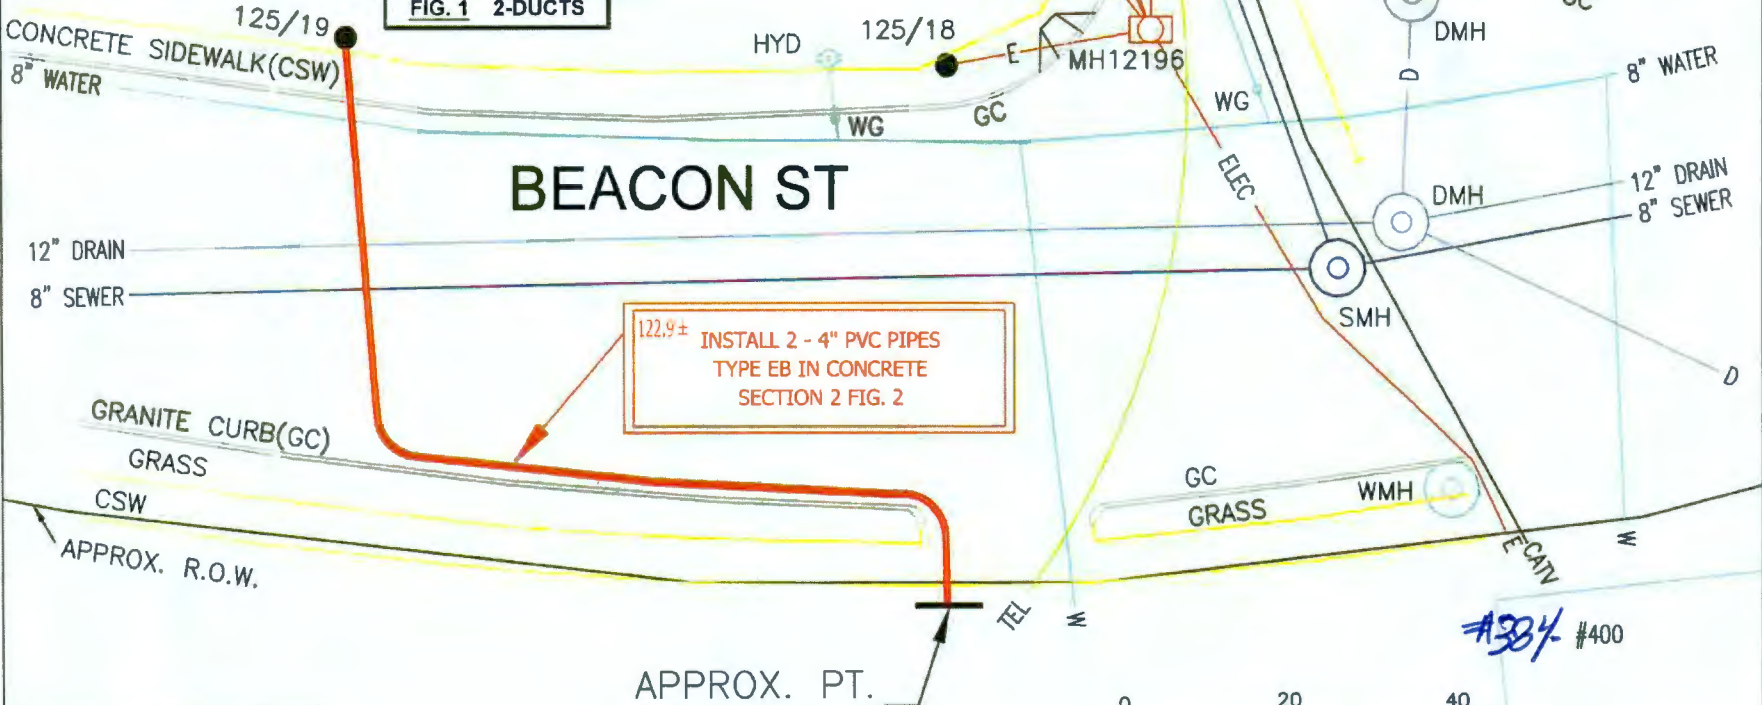 FIG. 1 2-DUCTS
125/19
CONCRETE SIDEWALK(CSW)
8" WATER
HYD
125/18
E
MH12196
DMH
D
8" WATER
WG
GC
WG
BEACON ST
ELEC
DMH
12" DRAIN
8" SEWER
12" DRAIN
8" SEWER
SMH
122.9±
INSTALL 2 - 4" PVC PIPES
TYPE EB IN CONCRETE
SECTION 2 FIG. 2
D
GRANITE CURB(GC)
GRASS
CSW
GC
GRASS
WMH
APPROX. R.O.W.
TEL
W
E
CATV
W
#384 #400
APPROX. PT.
0 20 40